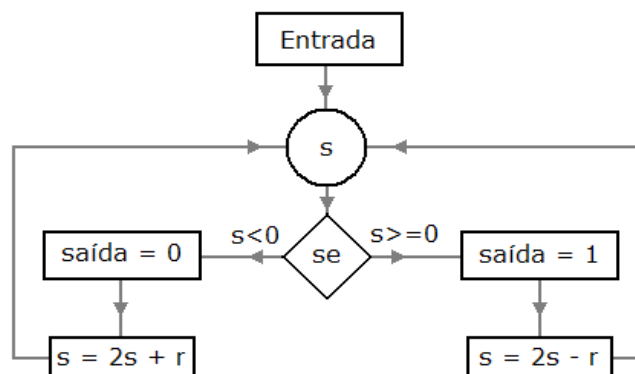 Entrada
s
s<0
se
s>=0
saída = 0
saída = 1
s = 2s + r
s = 2s - r